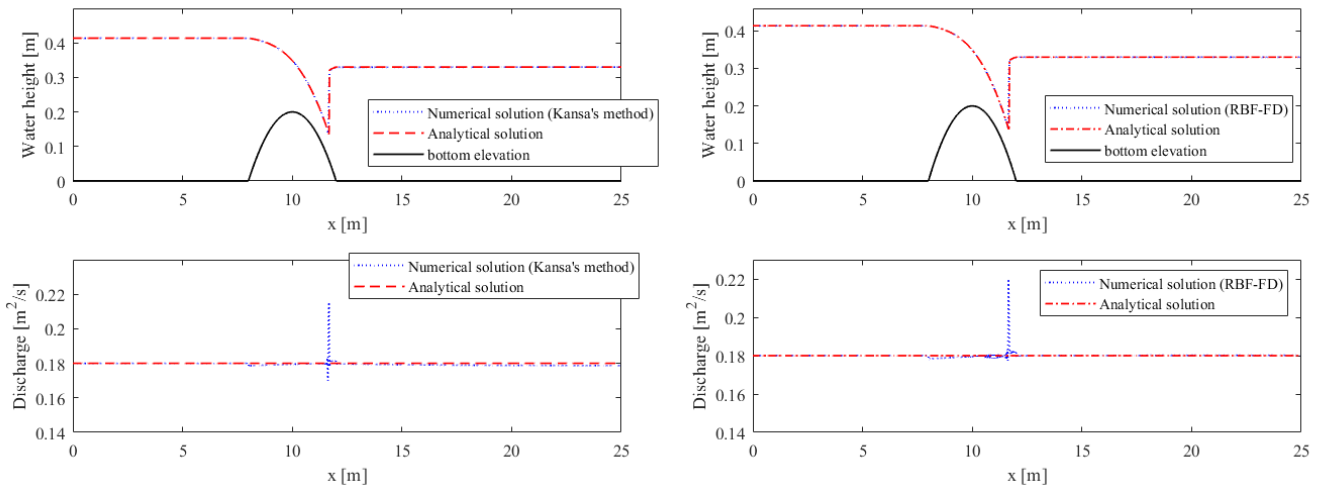 Water height [m]
0.4
0.3
0.2
0.1
0
Numerical solution (Kansa's method)
Analytical solution
bottom elevation
0 5 10 15 20 25
x [m]
Water height [m]
0.4
0.3
0.2
0.1
0
Numerical solution (RBF-FD)
Analytical solution
bottom elevation
0 5 10 15 20 25
x [m]
Discharge [m²/s]
0.22
0.2
0.18
0.16
0.14
Numerical solution (Kansa's method)
Analytical solution
0 5 10 15 20 25
x [m]
Discharge [m²/s]
0.22
0.2
0.18
0.16
0.14
Numerical solution (RBF-FD)
Analytical solution
0 5 10 15 20 25
x [m]